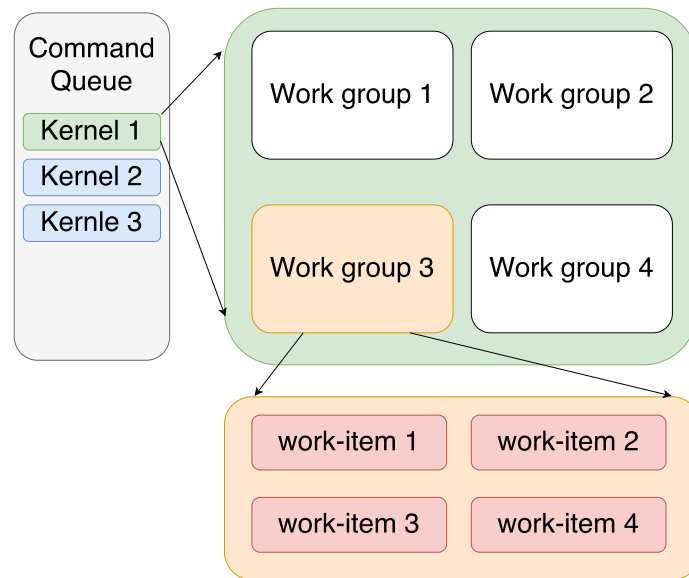 Command
Queue
Kernel 1
Kernel 2
Kernle 3
Work group 1
Work group 2
Work group 3
Work group 4
work-item 1
work-item 2
work-item 3
work-item 4